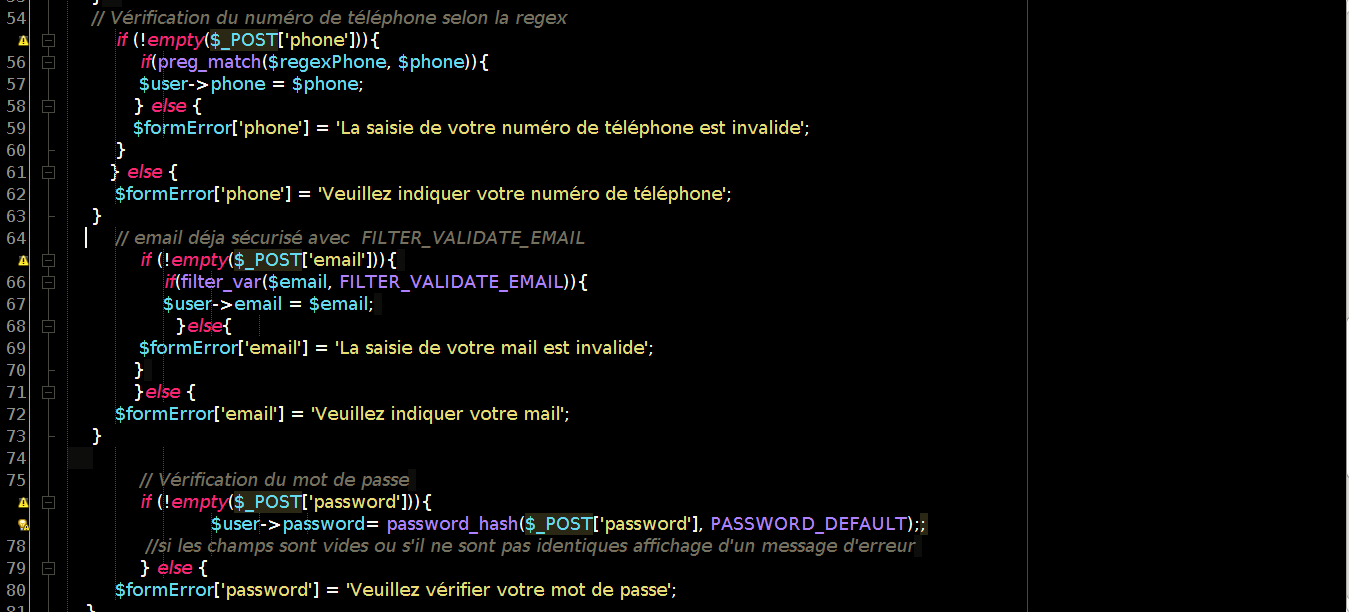 54 // Vérification du numéro de téléphone selon la regex
if (!empty($_POST['phone'])){
56 if(preg_match($regexPhone, $phone)){
57 $user->phone = $phone;
58 } else {
59 $formError['phone'] = 'La saisie de votre numéro de téléphone est invalide';
60 }
61 } else {
62 $formError['phone'] = 'Veuillez indiquer votre numéro de téléphone';
63 }
64 // email déja sécurisé avec  FILTER_VALIDATE_EMAIL
if (!empty($_POST['email'])){
66 if(filter_var($email, FILTER_VALIDATE_EMAIL)){
67 $user->email = $email;
68 }else{
69 $formError['email'] = 'La saisie de votre mail est invalide';
70 }
71 }else {
72 $formError['email'] = 'Veuillez indiquer votre mail';
73 }
74
75 // Vérification du mot de passe
if (!empty($_POST['password'])){
$user->password= password_hash($_POST['password'], PASSWORD_DEFAULT);;
78 //si les champs sont vides ou s'il ne sont pas identiques affichage d'un message d'erreur
79 } else {
80 $formError['password'] = 'Veuillez vérifier votre mot de passe';
81 }